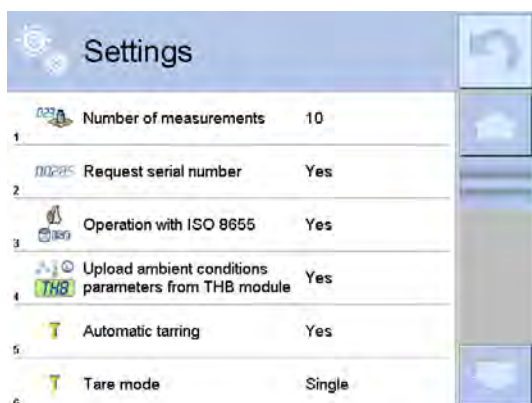 Settings
1 Number of measurements 10
2 Request serial number Yes
3 Operation with ISO 8655 Yes
Upload ambient conditions
4 THB parameters from THB module Yes
5 T Automatic tarring Yes
6 T Tare mode Single